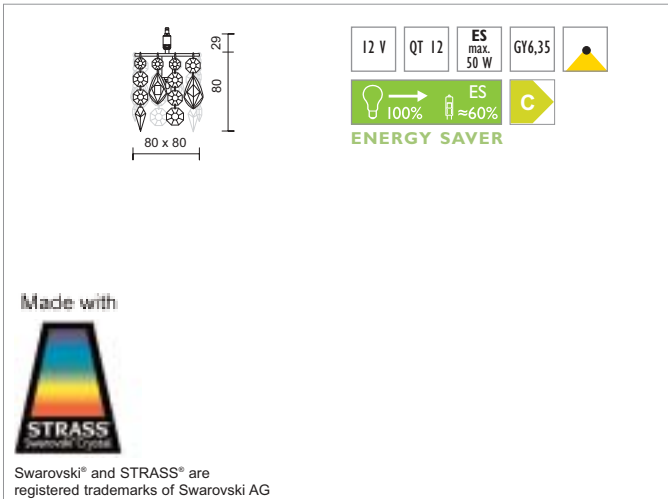 29
80
80 x 80
12 V
QT 12
ES
max.
50 W
GY6,35
100%
ES
≈60%
C
ENERGY SAVER
Made with
STRASS
Swarovski Crystal
Swarovski® and STRASS® are
registered trademarks of Swarovski AG